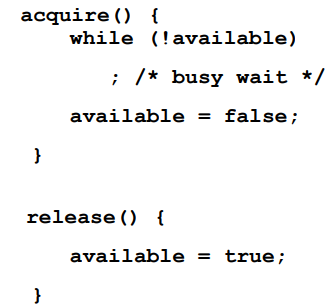 acquire() {
while (!available)
; /* busy wait */
available = false;
}
release() {
available = true;
}